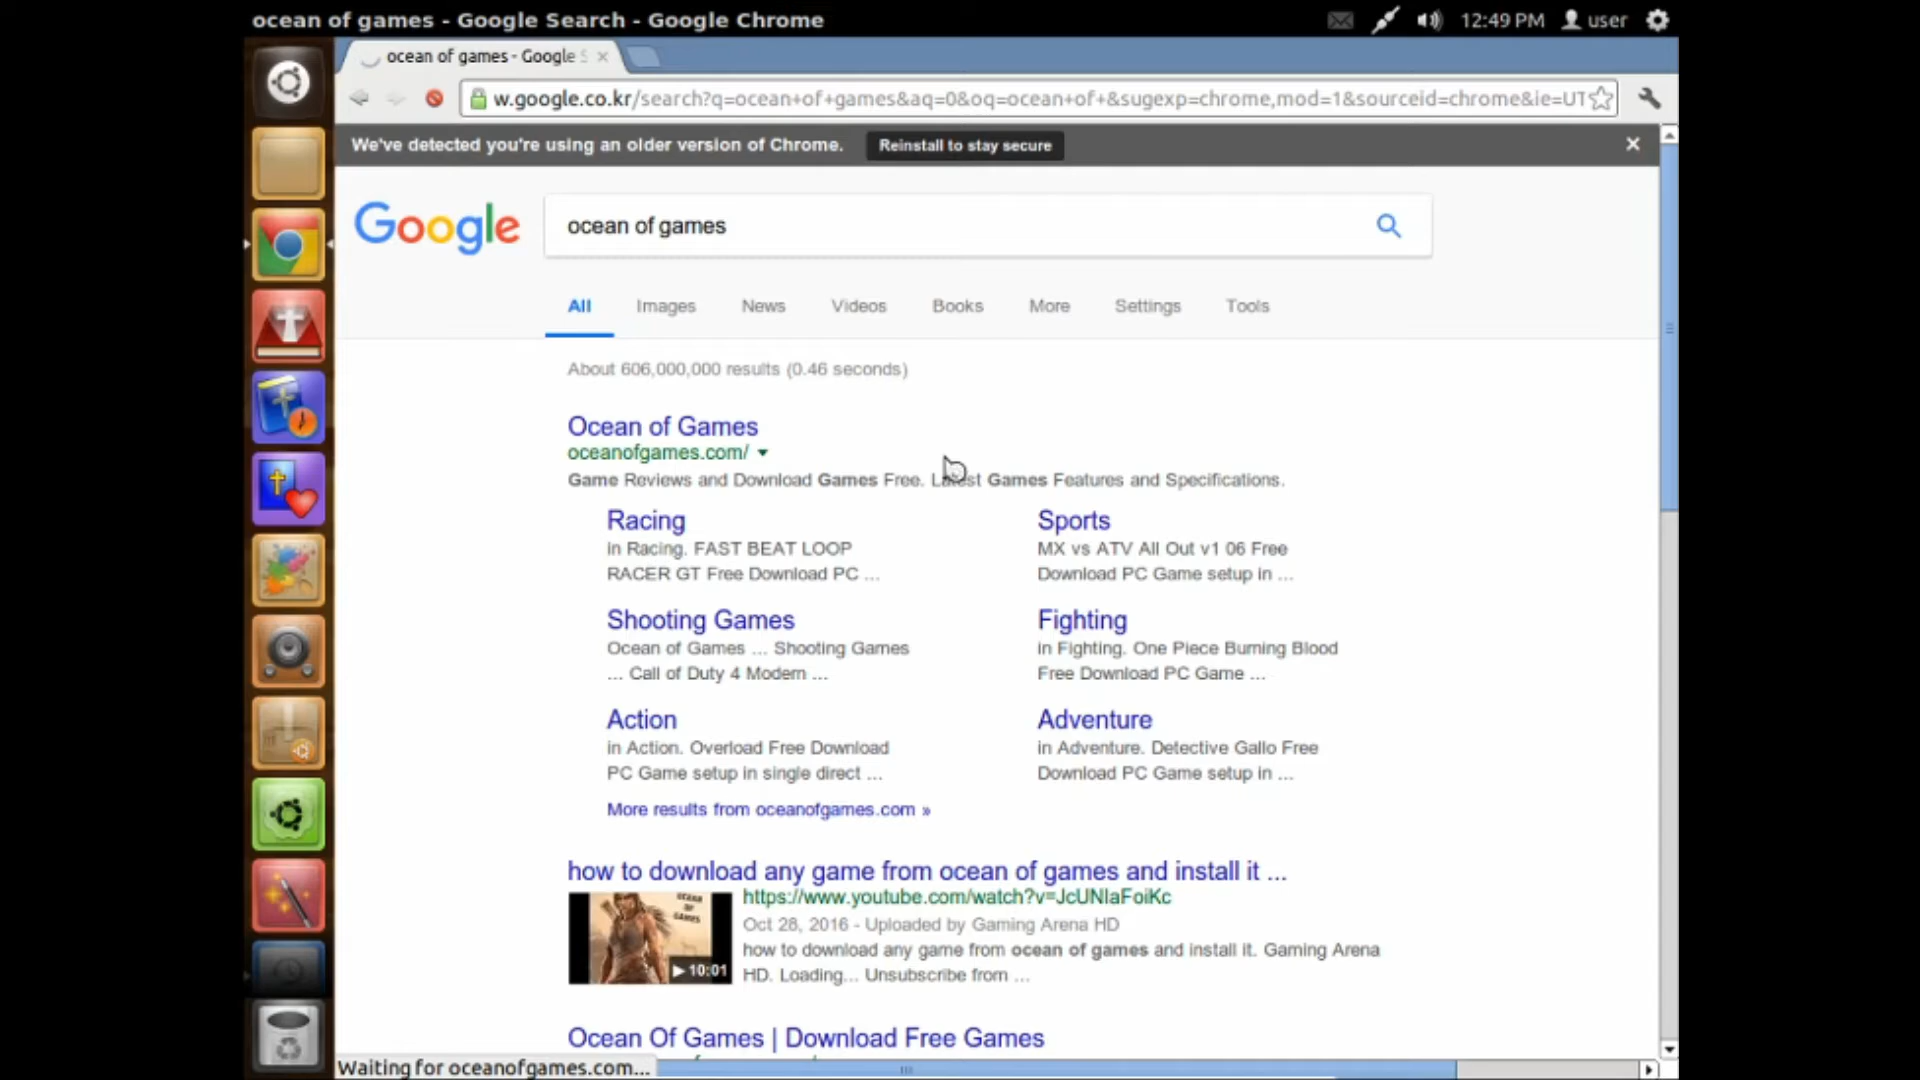 ocean of games - Google Search - Google Chrome
12:49 PM
user
ocean of games - Google S
w.google.co.kr/search?q=ocean+of+games&aq=0&oq=ocean+of+&sugexp=chrome,mod=1&sourceid=chrome&ie=UT
We've detected you're using an older version of Chrome.
Reinstall to stay secure
Google
ocean of games
All Images News Videos Books More Settings Tools
About 606,000,000 results (0.46 seconds)
Ocean of Games
oceanofgames.com/
Game Reviews and Download Games Free. Latest Games Features and Specifications.
Racing
in Racing. FAST BEAT LOOP
RACER GT Free Download PC ...
Sports
MX vs ATV All Out v1 06 Free
Download PC Game setup in ...
Shooting Games
Ocean of Games ... Shooting Games
... Call of Duty 4 Modern ...
Fighting
in Fighting. One Piece Burning Blood
Free Download PC Game ...
Action
in Action. Overload Free Download
PC Game setup in single direct ...
Adventure
in Adventure. Detective Gallo Free
Download PC Game setup in ...
More results from oceanofgames.com »
how to download any game from ocean of games and install it ...
https://www.youtube.com/watch?v=JcUNIaFoiKc
OCEAN
OF
GAMES
10:01
Oct 28, 2016 - Uploaded by Gaming Arena HD
how to download any game from ocean of games and install it. Gaming Arena
HD. Loading... Unsubscribe from ...
Ocean Of Games | Download Free Games
Waiting for oceanofgames.com...